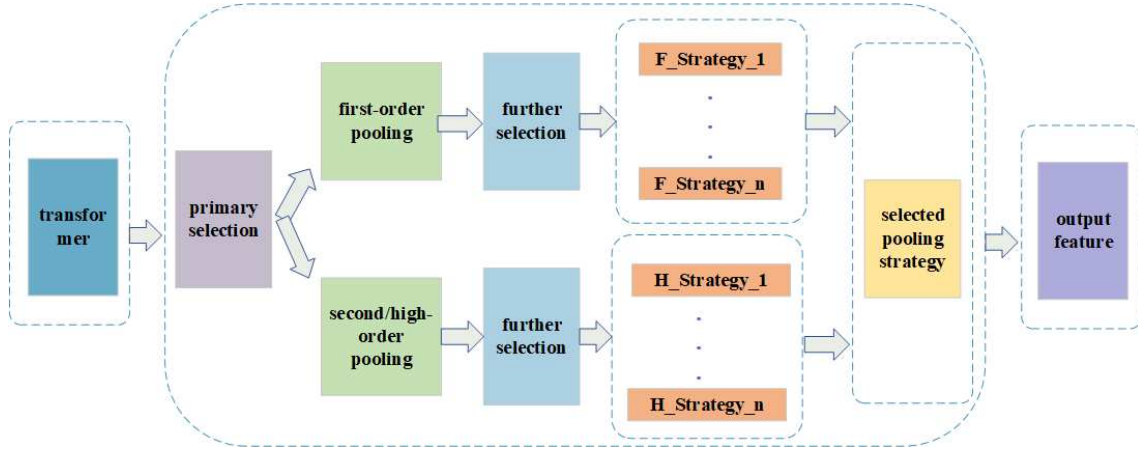 transfor
mer
primary
selection
first-order
pooling
further
selection
F_Strategy_1
F_Strategy_n
second/high-
order
pooling
further
selection
H_Strategy_1
H_Strategy_n
selected
pooling
strategy
output
feature